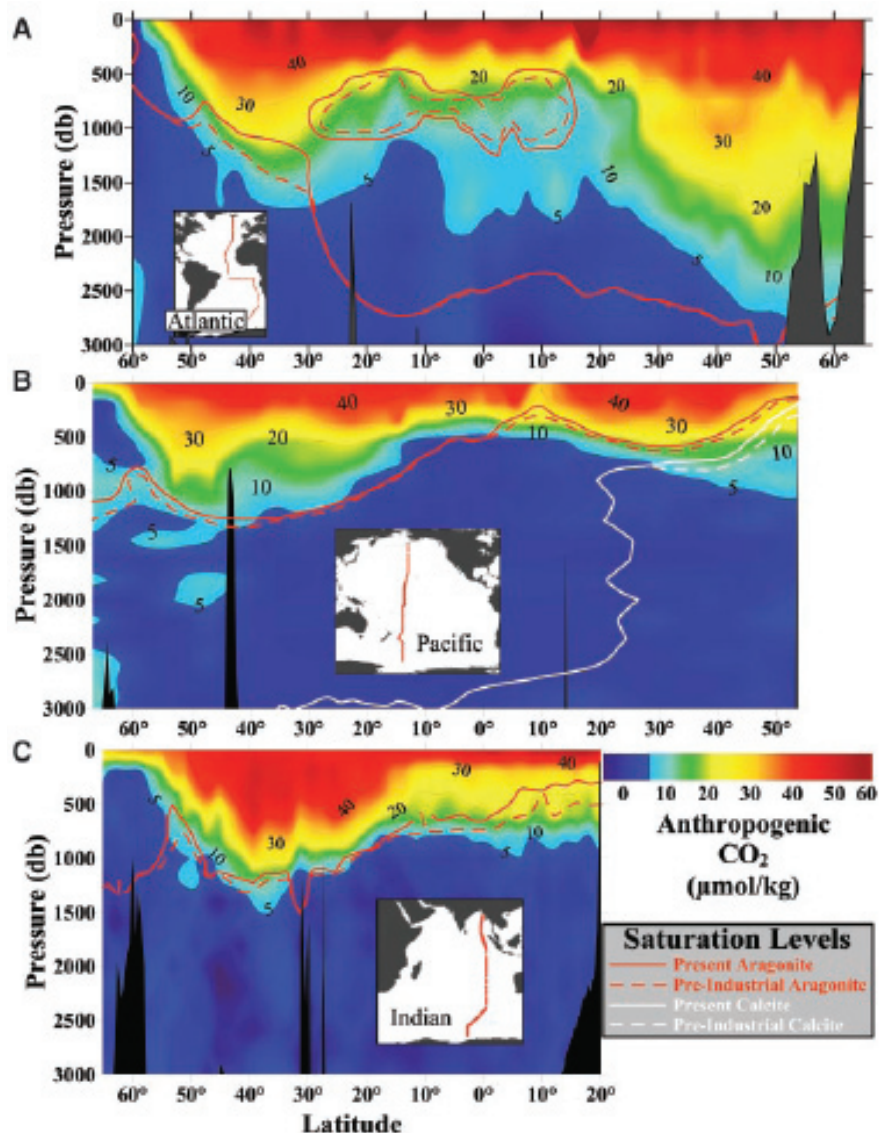 A
0
500
1000
1500
2000
2500
3000
Pressure (db)
10
30
40
20
20
40
30
5
5
10
5
20
5
10
Atlantic
60° 50° 40° 30° 20° 10° 0° 10° 20° 30° 40° 50° 60°
B
0
500
1000
1500
2000
2500
3000
Pressure (db)
40
30
40
30
20
10
10
10
5
5
5
5
Pacific
60° 50° 40° 30° 20° 10° 0° 10° 20° 30° 40° 50°
C
0
500
1000
1500
2000
2500
3000
Pressure (db)
5
10
30
40
20
30
40
10
5
5
Indian
60° 50° 40° 30° 20° 10° 0° 10° 20°
Latitude
0 10 20 30 40 50 60
Anthropogenic
CO₂
(μmol/kg)
Saturation Levels
Present Aragonite
Pre-Industrial Aragonite
Present Calcite
Pre-Industrial Calcite